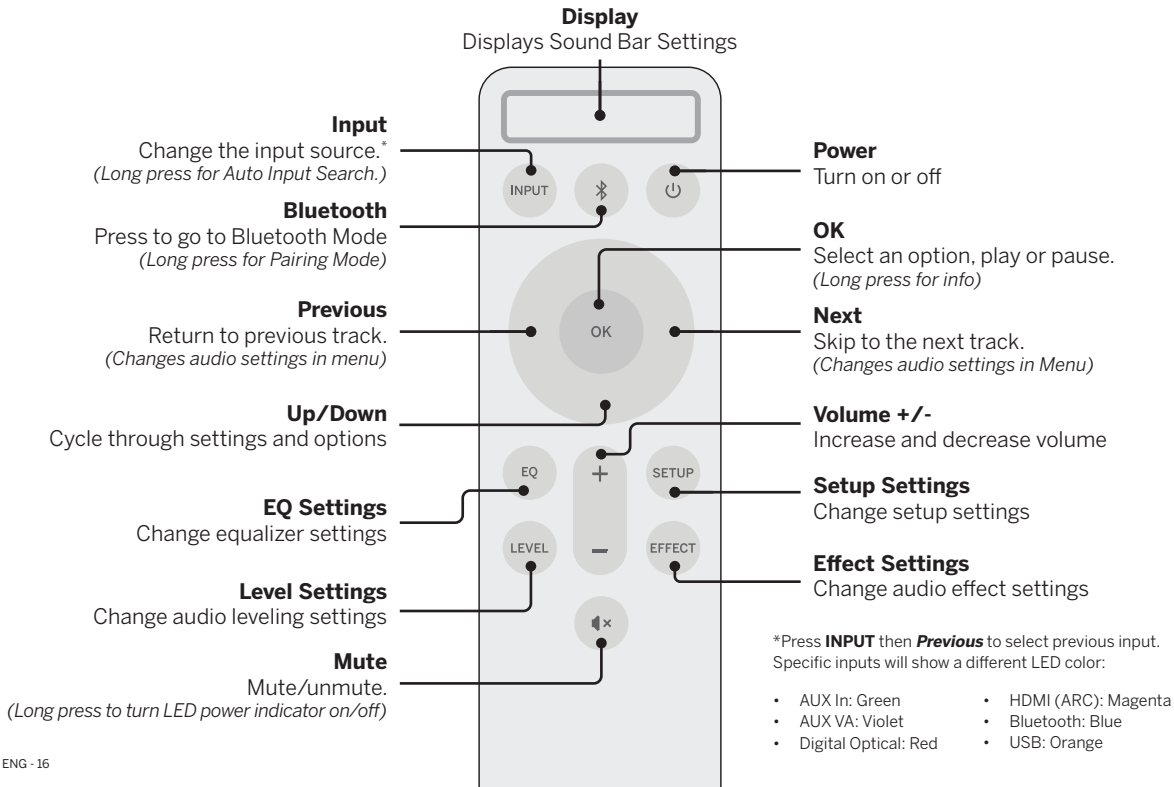 Display
Displays Sound Bar Settings
Input
Change the input source.*
(Long press for Auto Input Search.)
Bluetooth
Press to go to Bluetooth Mode
(Long press for Pairing Mode)
Previous
Return to previous track.
(Changes audio settings in menu)
Up/Down
Cycle through settings and options
EQ Settings
Change equalizer settings
Level Settings
Change audio leveling settings
Mute
Mute/unmute.
(Long press to turn LED power indicator on/off)
INPUT
OK
EQ
+
SETUP
LEVEL
-
EFFECT
Power
Turn on or off
OK
Select an option, play or pause.
(Long press for info)
Next
Skip to the next track.
(Changes audio settings in Menu)
Volume +/-
Increase and decrease volume
Setup Settings
Change setup settings
Effect Settings
Change audio effect settings
*Press INPUT then Previous to select previous input.
Specific inputs will show a different LED color:
• AUX In: Green
• AUX VA: Violet
• Digital Optical: Red
• HDMI (ARC): Magenta
• Bluetooth: Blue
• USB: Orange
ENG - 16